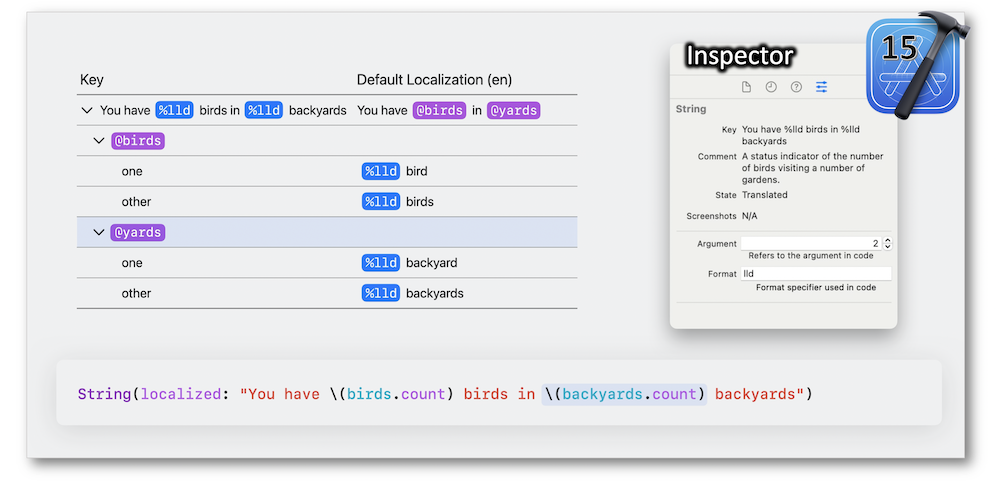 Inspector
15
Key Default Localization (en)
You have %lld birds in %lld backyards You have @birds in @yards
@birds
one %lld bird
other %lld birds
@yards
one %lld backyard
other %lld backyards
String
Key You have %lld birds in %lld
backyards
Comment A status indicator of the number
of birds visiting a number of
gardens.
State Translated
Screenshots N/A
Argument 2
Refers to the argument in code
Format lld
Format specifier used in code
String(localized: "You have \(birds.count) birds in \(backyards.count) backyards")